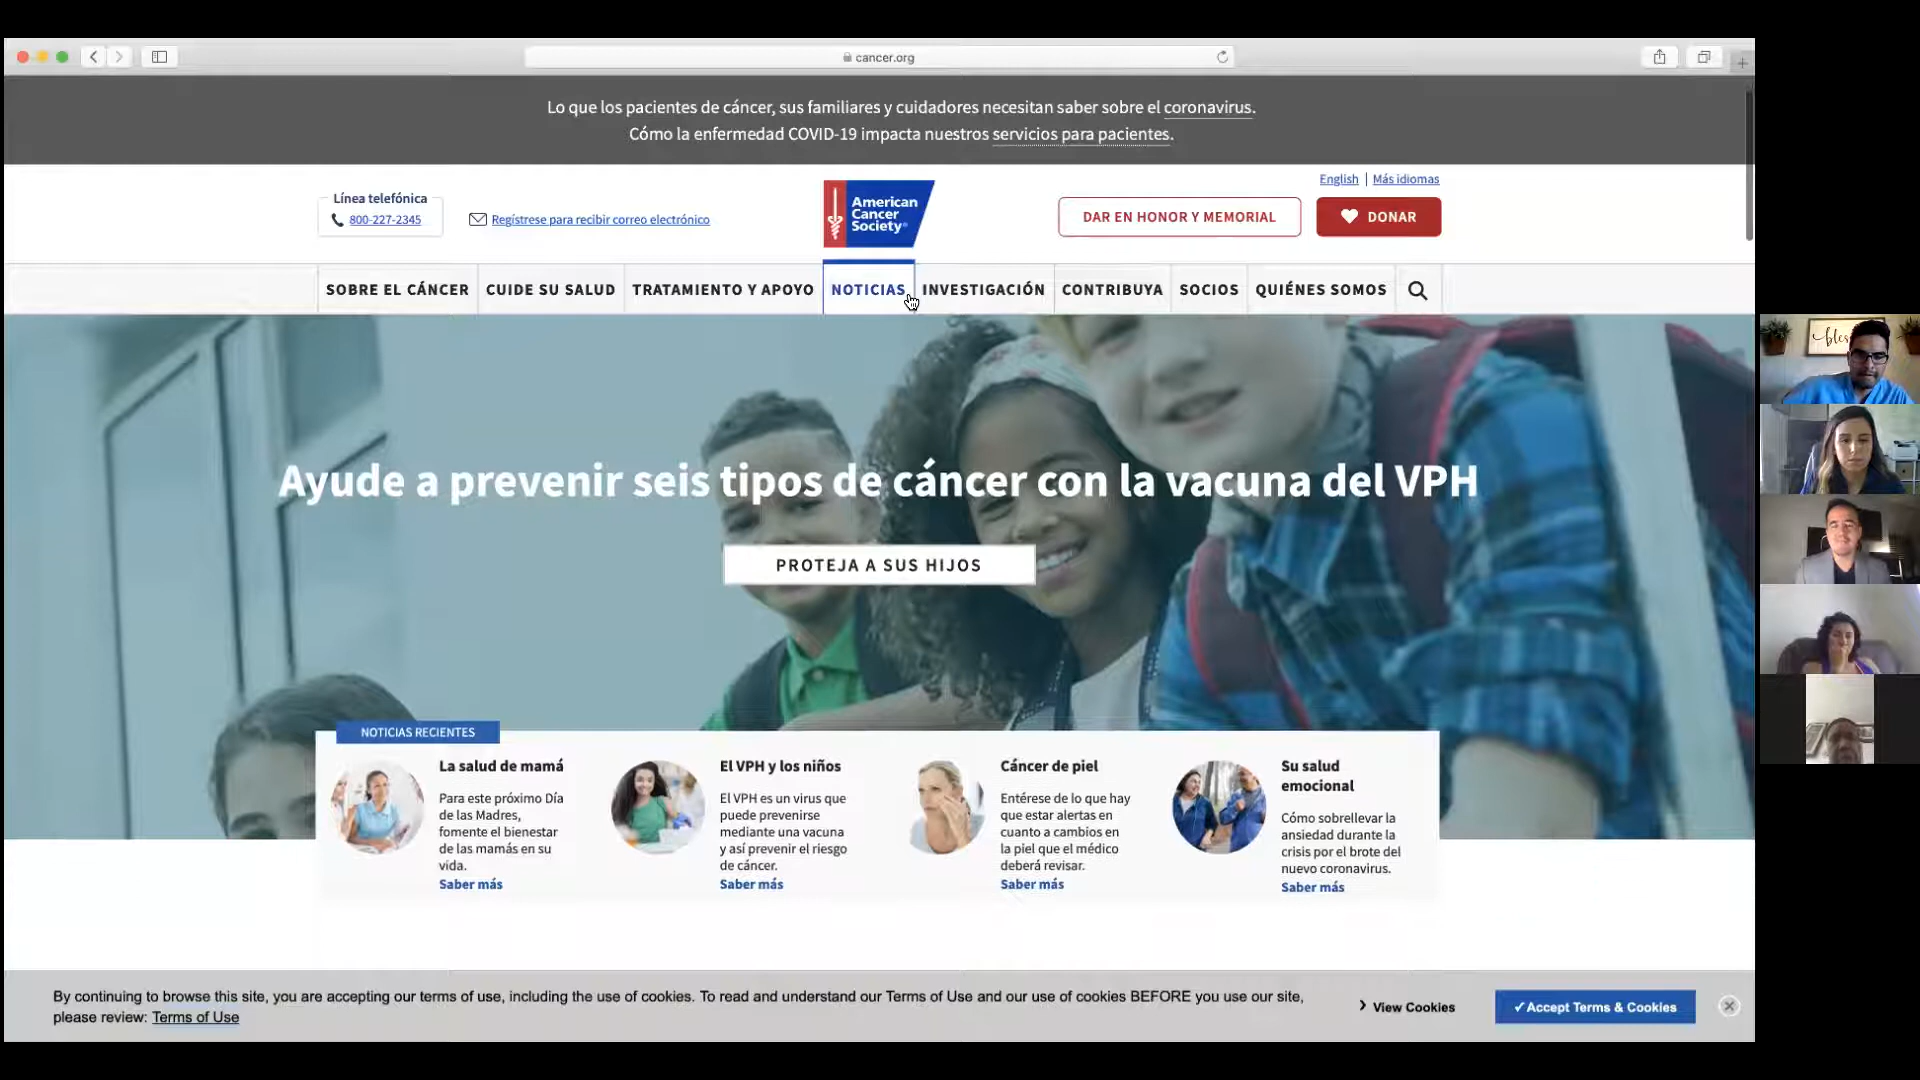 cancer.org
Lo que los pacientes de cáncer, sus familiares y cuidadores necesitan saber sobre el coronavirus.
Cómo la enfermedad COVID-19 impacta nuestros servicios para pacientes.
English | Más idiomas
Línea telefónica
800-227-2345
Regístrese para recibir correo electrónico
American
Cancer
Society®
DAR EN HONOR Y MEMORIAL
DONAR
SOBRE EL CÁNCER
CUIDE SU SALUD
TRATAMIENTO Y APOYO
NOTICIAS
INVESTIGACIÓN
CONTRIBUYA
SOCIOS
QUIÉNES SOMOS
Ayude a prevenir seis tipos de cáncer con la vacuna del VPH
PROTEJA A SUS HIJOS
NOTICIAS RECIENTES
La salud de mamá
Para este próximo Día
de las Madres,
fomente el bienestar
de las mamás en su
vida.
Saber más
El VPH y los niños
El VPH es un virus que
puede prevenirse
mediante una vacuna
y así prevenir el riesgo
de cáncer.
Saber más
Cáncer de piel
Entérese de lo que hay
que estar alertas en
cuanto a cambios en
la piel que el médico
deberá revisar.
Saber más
Su salud
emocional
Cómo sobrellevar la
ansiedad durante la
crisis por el brote del
nuevo coronavirus.
Saber más
By continuing to browse this site, you are accepting our terms of use, including the use of cookies. To read and understand our Terms of Use and our use of cookies BEFORE you use our site,
please review: Terms of Use
View Cookies
✓Accept Terms & Cookies